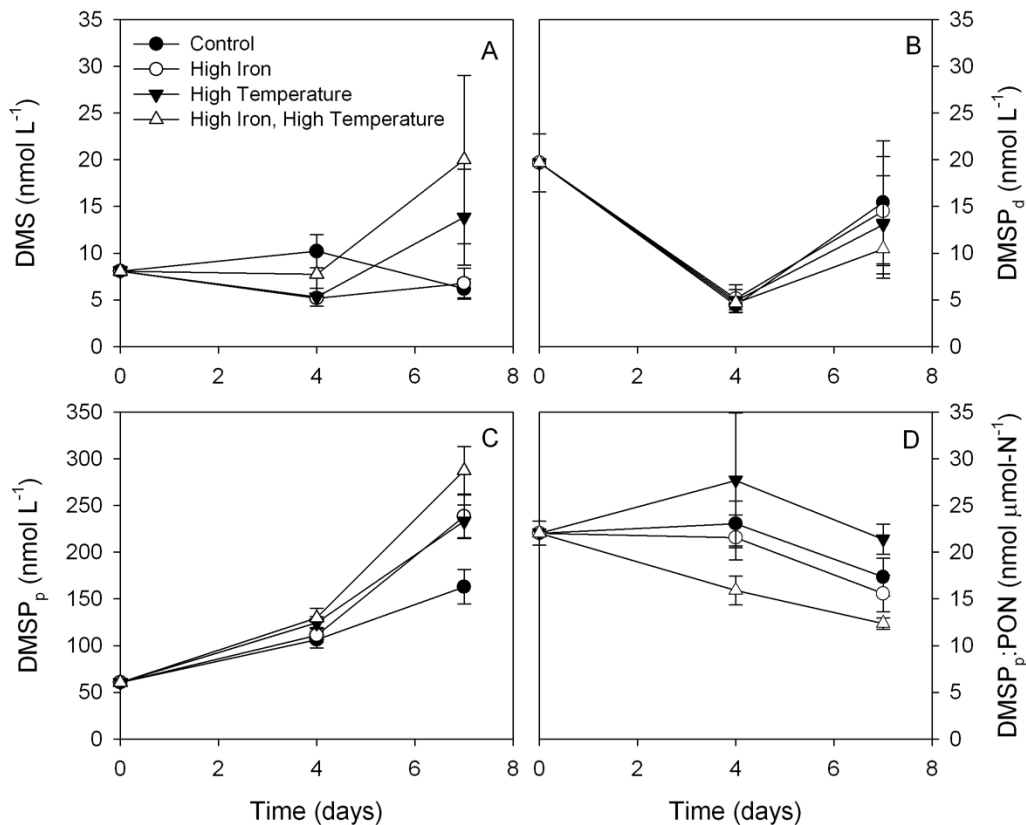 A
Control
High Iron
High Temperature
High Iron, High Temperature
DMS (nmol L⁻¹)
35
30
25
20
15
10
5
0
0 2 4 6 8
B
DMSPd (nmol L⁻¹)
35
30
25
20
15
10
5
0
0 2 4 6 8
C
DMSPp (nmol L⁻¹)
350
300
250
200
150
100
50
0
0 2 4 6 8
Time (days)
D
DMSPp:PON (nmol µmol-N⁻¹)
35
30
25
20
15
10
5
0
0 2 4 6 8
Time (days)